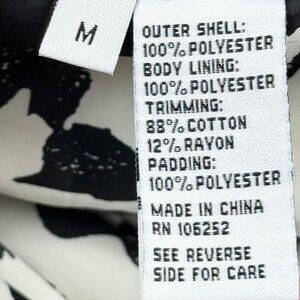 M
OUTER SHELL:
100% POLYESTER
BODY LINING:
100% POLYESTER
TRIMMING:
88% COTTON
12% RAYON
PADDING:
100% POLYESTER
MADE IN CHINA
RN 106252
SEE REVERSE
SIDE FOR CARE